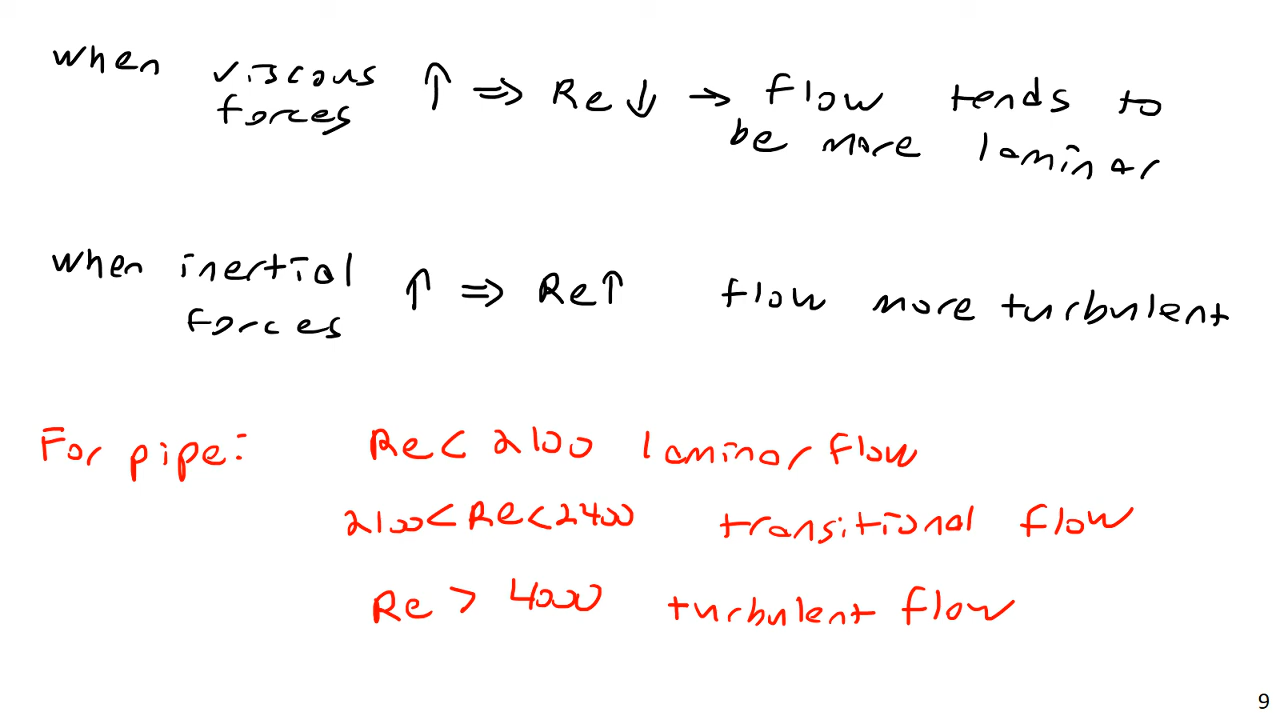 when viscous forces ↑ ⇒ Re ↓ → flow tends to be more laminar
when inertial forces ↑ ⇒ Re ↑ flow more turbulent
For pipe: Re < 2100 laminar flow
2100 < Re < 2400 transitional flow
Re > 4000 turbulent flow
9